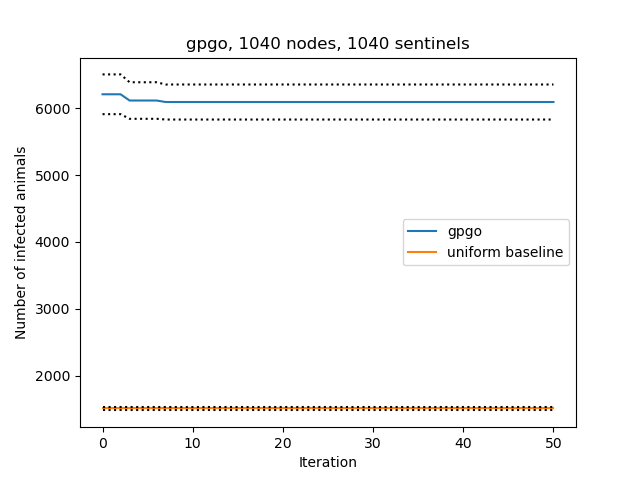 gpgo, 1040 nodes, 1040 sentinels
6000
5000
4000
3000
2000
Number of infected animals
gpgo
uniform baseline
0
10
20
30
40
50
Iteration